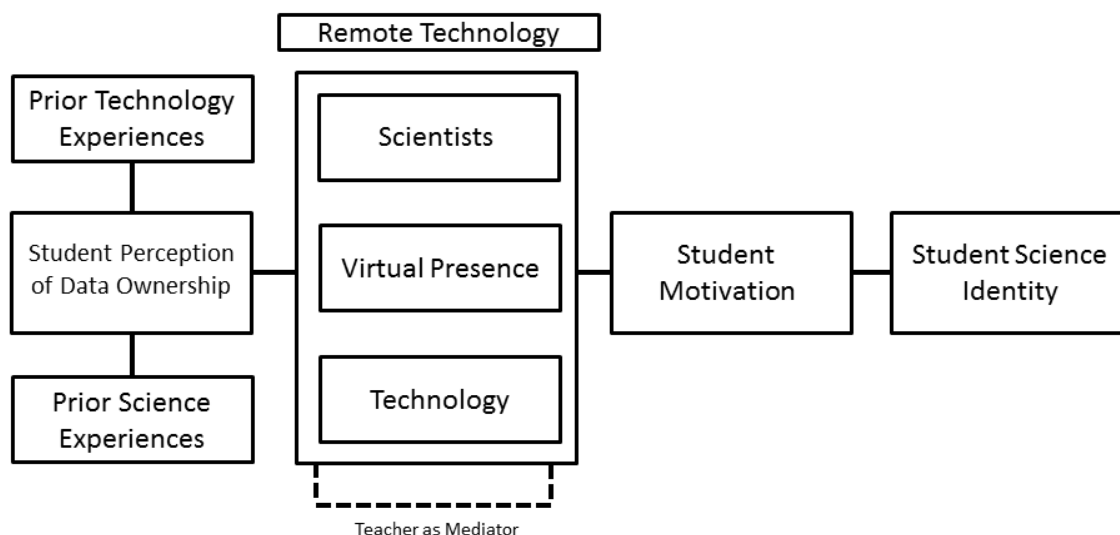 Remote Technology
Prior Technology
Experiences
Student Perception
of Data Ownership
Prior Science
Experiences
Scientists
Virtual Presence
Technology
Teacher as Mediator
Student
Motivation
Student Science
Identity